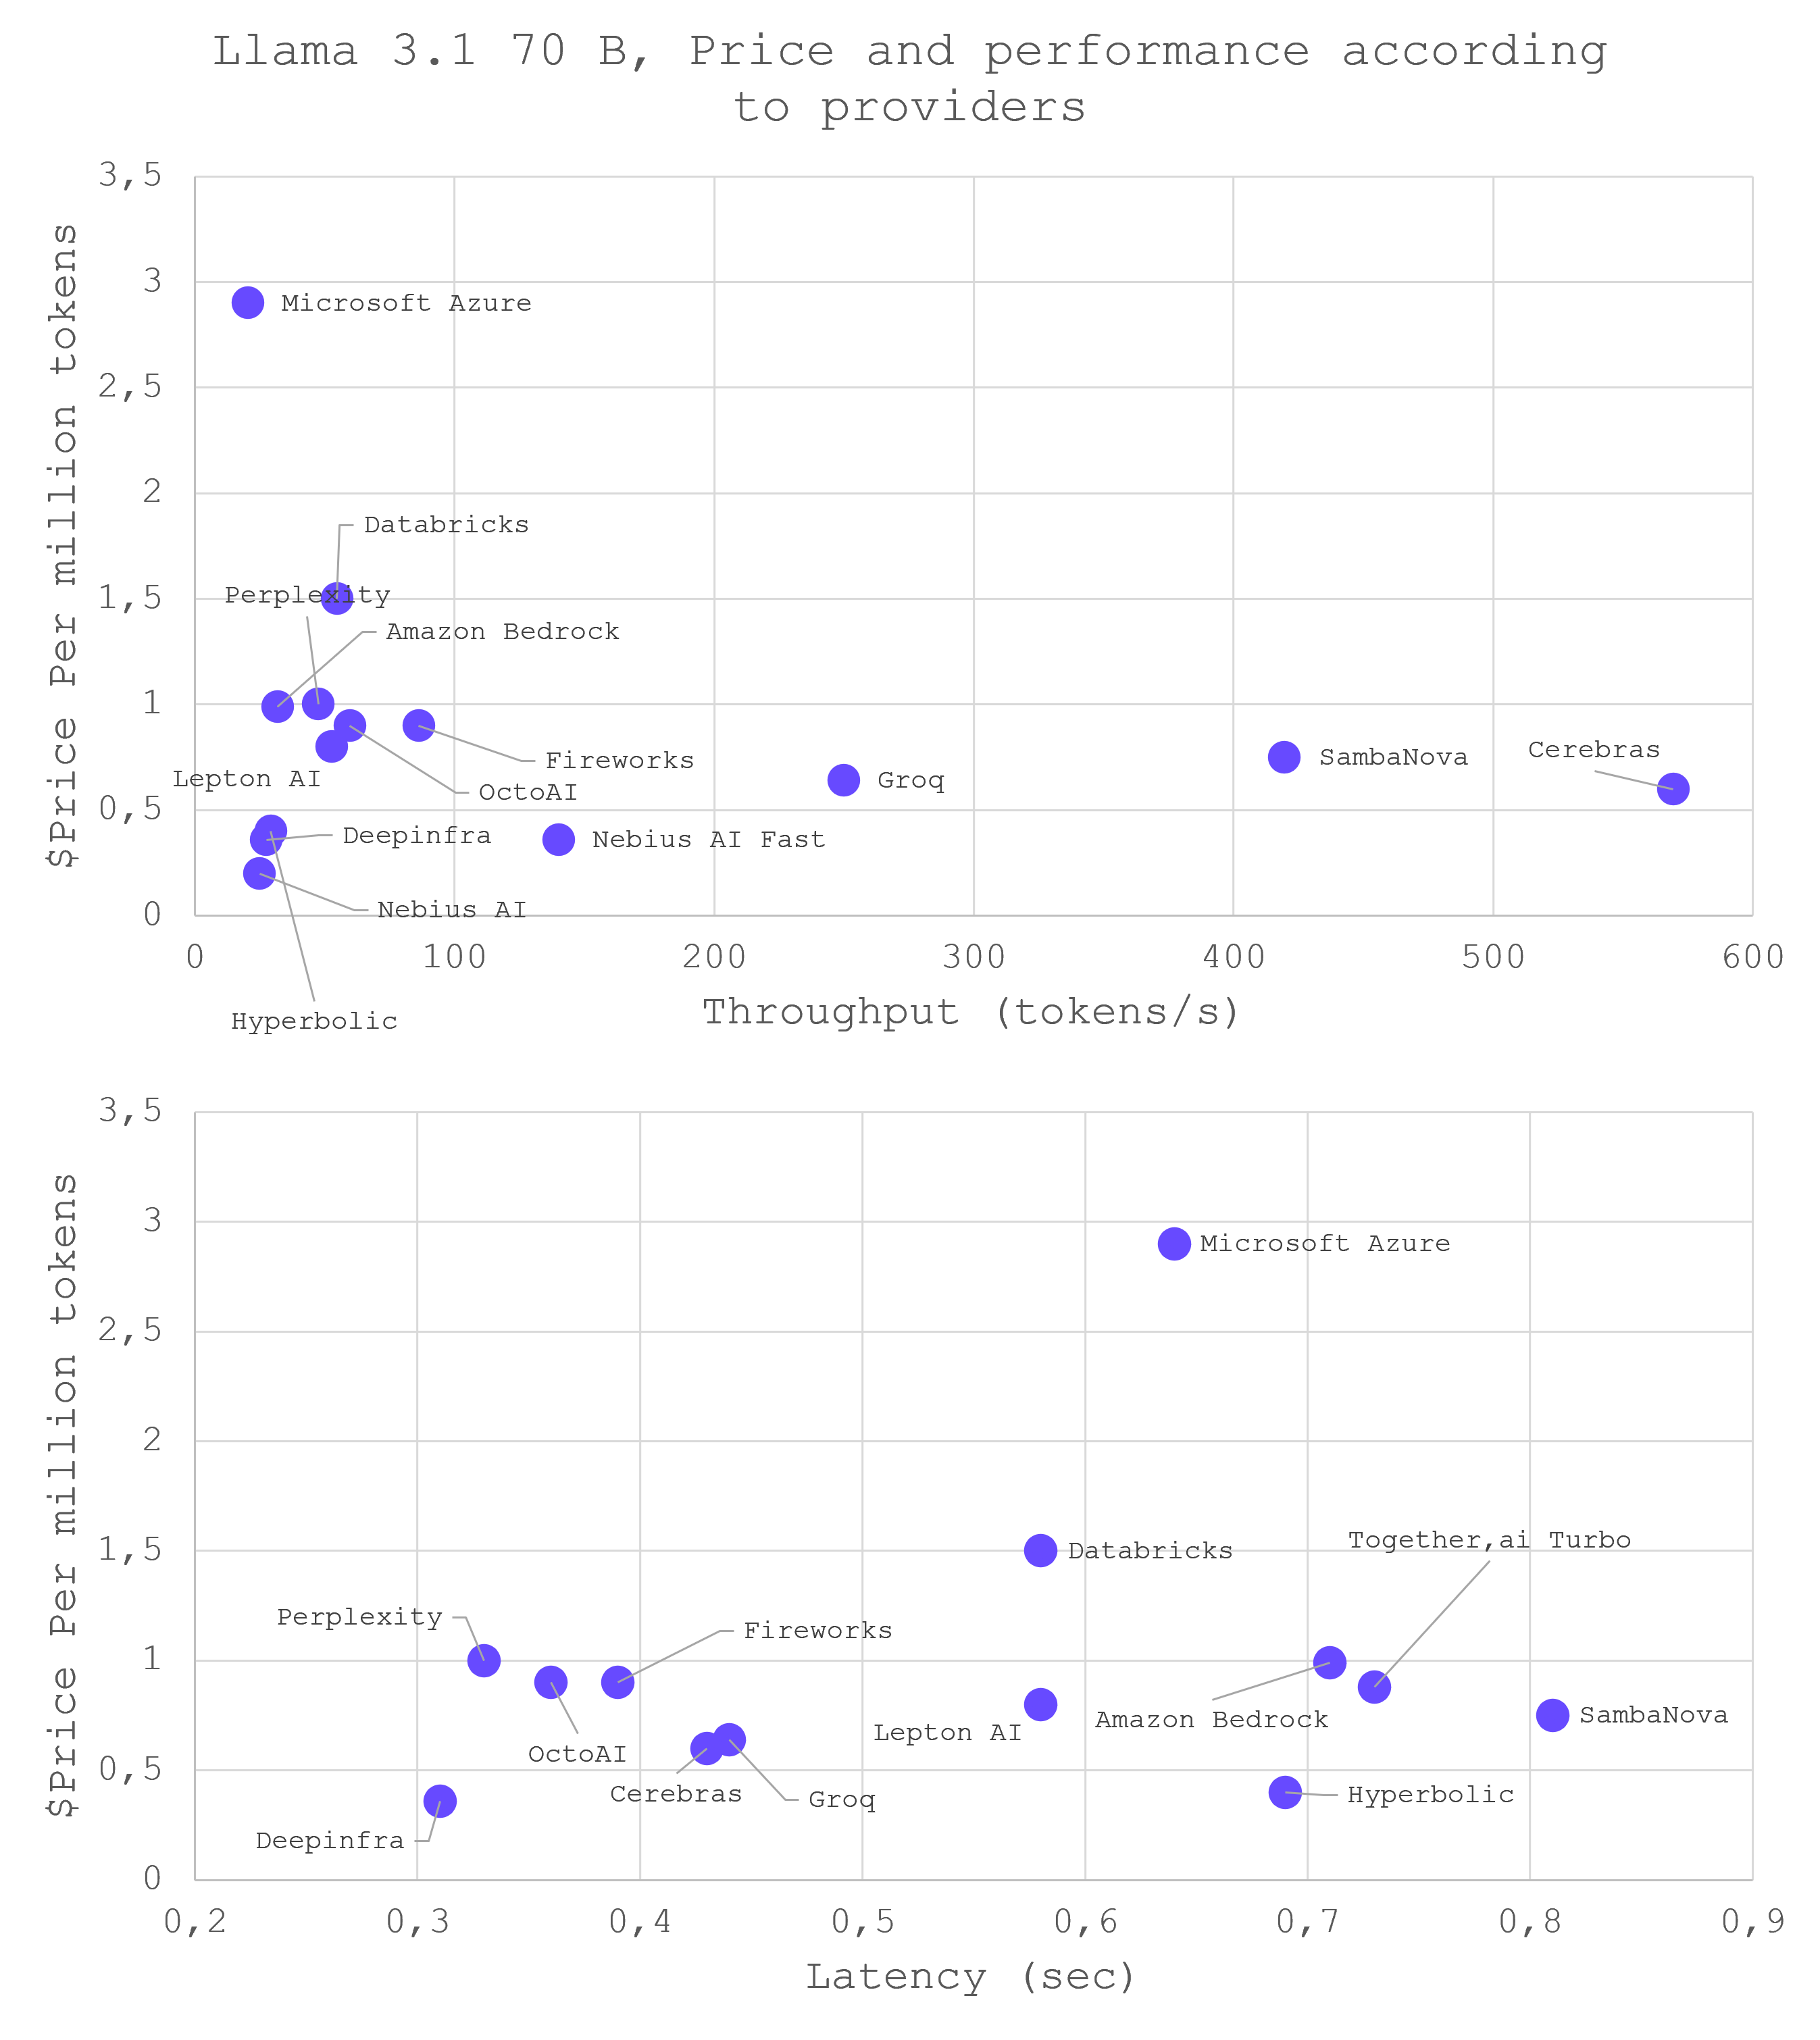 Llama 3.1 70 B, Price and performance according
to providers
$Price Per million tokens
3,5
3
2,5
2
1,5
1
0,5
0
Microsoft Azure
Databricks
Perplexity
Amazon Bedrock
Fireworks
OctoAI
Lepton AI
Groq
SambaNova
Cerebras
Deepinfra
Nebius AI Fast
Nebius AI
Hyperbolic
0 100 200 300 400 500 600
Throughput (tokens/s)
$Price Per million tokens
3,5
3
2,5
2
1,5
1
0,5
0
Microsoft Azure
Databricks
Together,ai Turbo
Perplexity
Fireworks
OctoAI
Lepton AI
Amazon Bedrock
SambaNova
Cerebras
Groq
Hyperbolic
Deepinfra
0,2 0,3 0,4 0,5 0,6 0,7 0,8 0,9
Latency (sec)